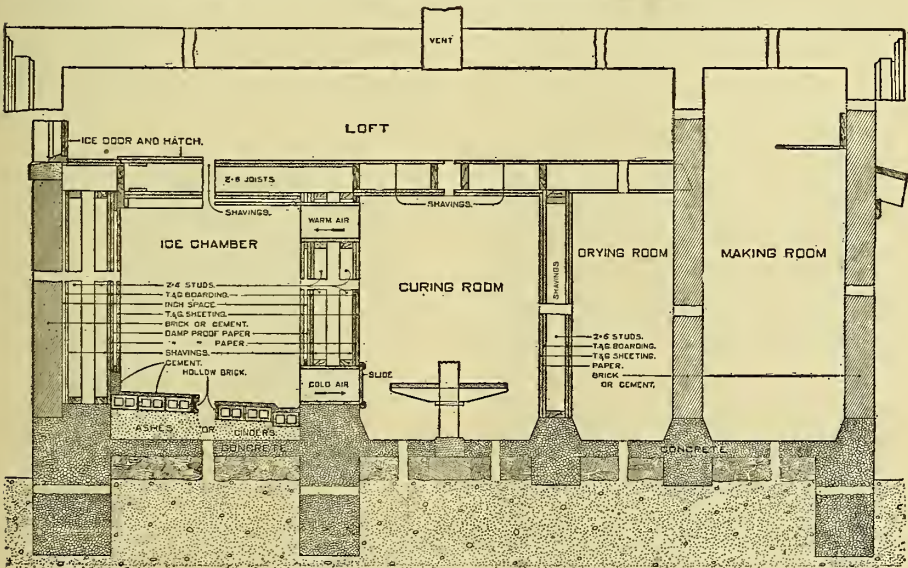 VENT
LOFT
ICE DOOR AND HATCH.
2-6 JOISTS
SHAVINGS.
SHAVINGS.
WARM AIR
ICE CHAMBER
CURING ROOM
SHAVINGS
DRYING ROOM
MAKING ROOM
2-4 STUDS.
T.&G. BOARDING.
INCH SPACE
T.&G. SHEETING.
BRICK OR CEMENT.
DAMP PROOF PAPER
" " PAPER.
SHAVINGS.
CEMENT.
HOLLOW BRICK.
COLD AIR
SLIDE
2-6 STUDS.
T.&G. BOARDING.
T.&G. SHEETING.
PAPER.
BRICK
OR CEMENT.
ASHES OR CINDERS
CONCRETE
CONCRETE